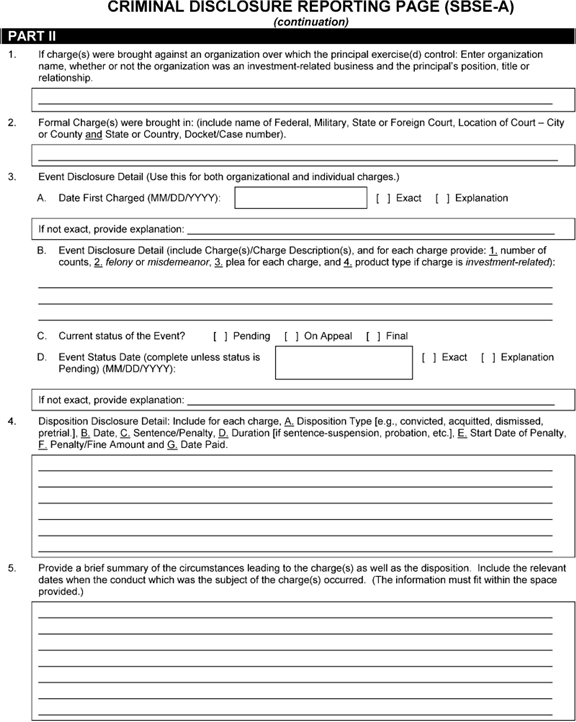 CRIMINAL DISCLOSURE REPORTING PAGE (SBSE-A)
(continuation)
PART II
1. If charge(s) were brought against an organization over which the principal exercise(d) control: Enter organization
name, whether or not the organization was an investment-related business and the principal's position, title or
relationship.
2. Formal Charge(s) were brought in: (include name of Federal, Military, State or Foreign Court, Location of Court – City
or County and State or Country, Docket/Case number).
3. Event Disclosure Detail (Use this for both organizational and individual charges.)
A. Date First Charged (MM/DD/YYYY): [ ] Exact [ ] Explanation
If not exact, provide explanation:
B. Event Disclosure Detail (include Charge(s)/Charge Description(s), and for each charge provide: 1. number of
counts, 2. felony or misdemeanor, 3. plea for each charge, and 4. product type if charge is investment-related):
C. Current status of the Event? [ ] Pending [ ] On Appeal [ ] Final
D. Event Status Date (complete unless status is [ ] Exact [ ] Explanation
Pending) (MM/DD/YYYY):
If not exact, provide explanation:
4. Disposition Disclosure Detail: Include for each charge, A. Disposition Type [e.g., convicted, acquitted, dismissed,
pretrial.], B. Date, C. Sentence/Penalty, D. Duration [if sentence-suspension, probation, etc.], E. Start Date of Penalty,
F. Penalty/Fine Amount and G. Date Paid.
5. Provide a brief summary of the circumstances leading to the charge(s) as well as the disposition. Include the relevant
dates when the conduct which was the subject of the charge(s) occurred. (The information must fit within the space
provided.)